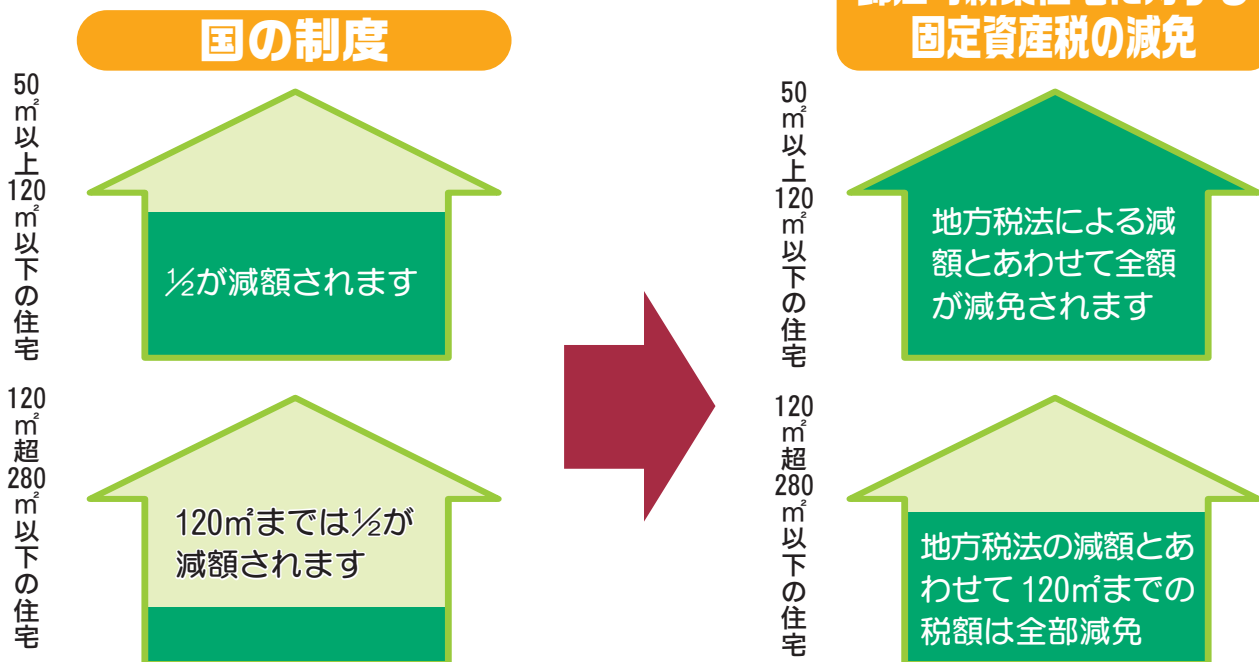 国の制度
50㎡以上120㎡以下の住宅
½が減額されます
120㎡超280㎡以下の住宅
120㎡までは½が
減額されます
固定資産税の減免
50㎡以上120㎡以下の住宅
地方税法による減
額とあわせて全額
が減免されます
120㎡超280㎡以下の住宅
地方税法の減額とあ
わせて120㎡までの
税額は全部減免